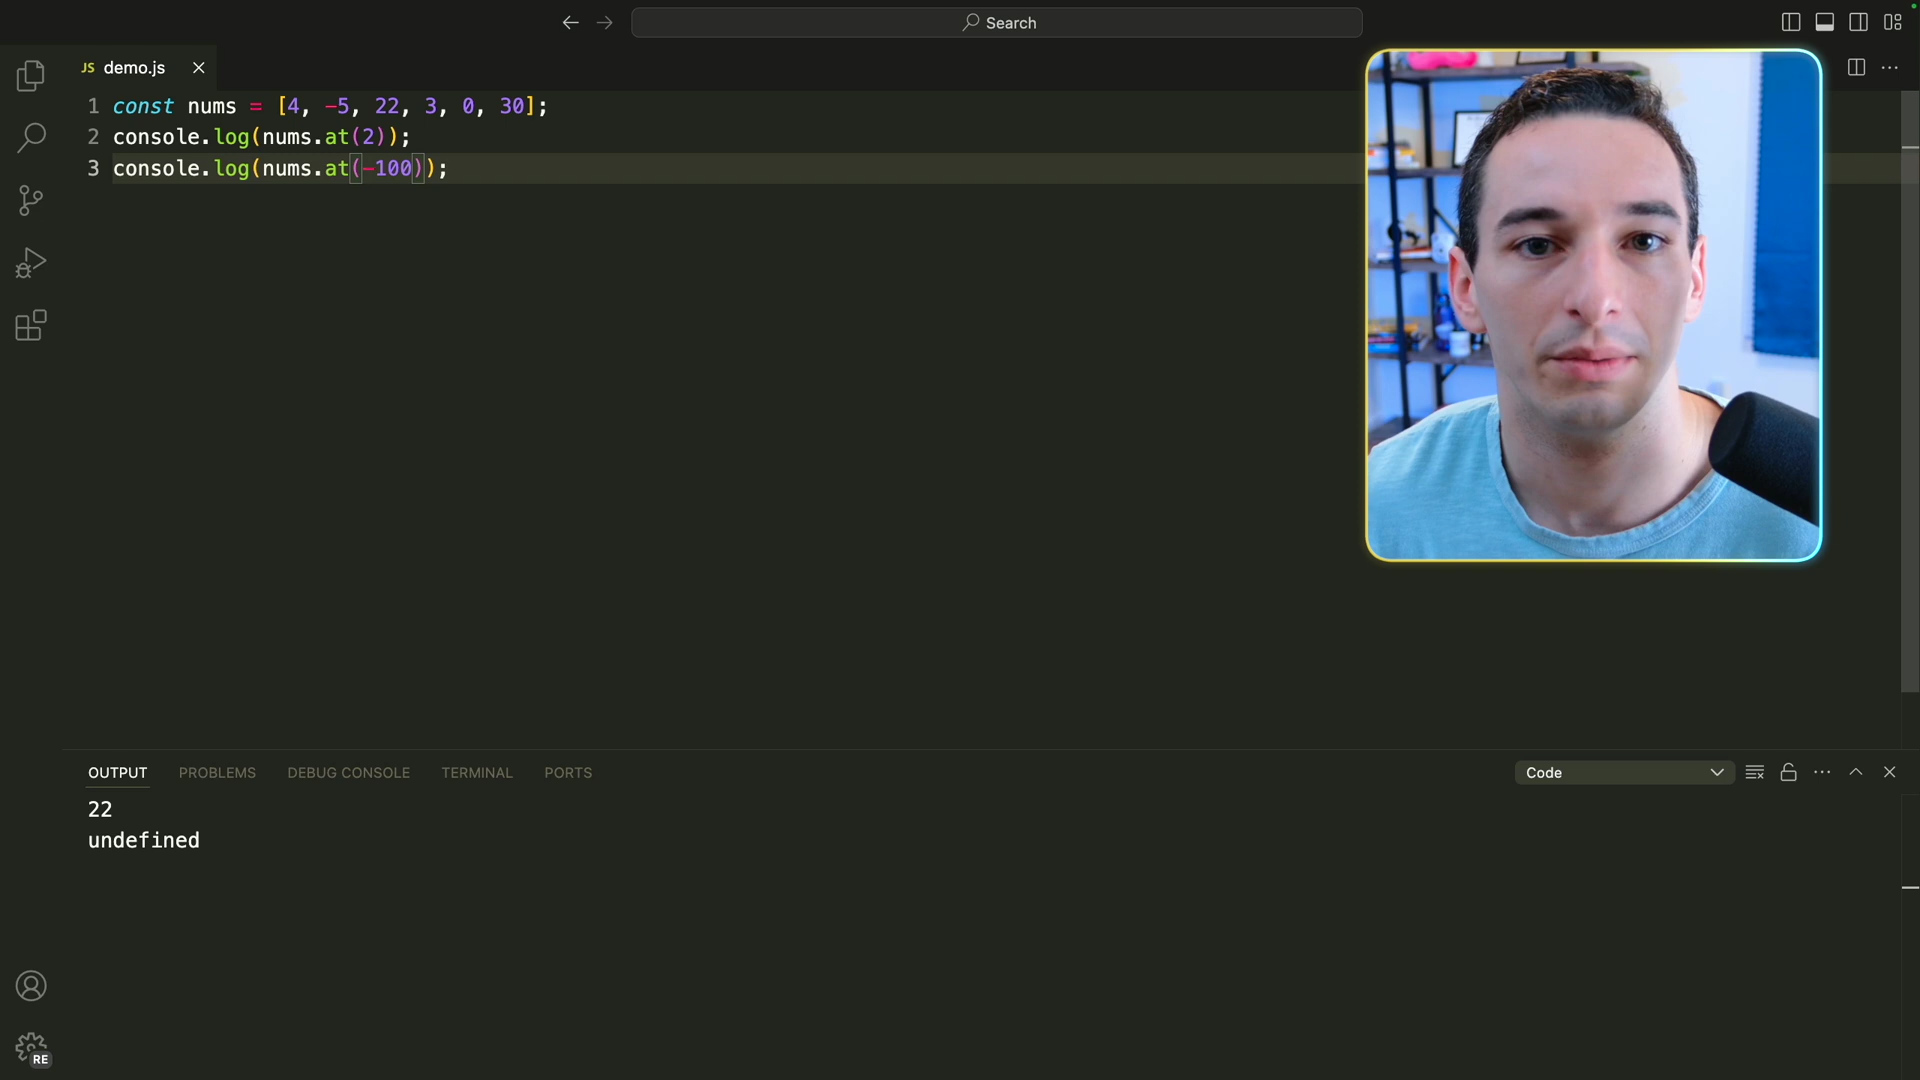 Search
JS demo.js
1 const nums = [4, -5, 22, 3, 0, 30];
2 console.log(nums.at(2));
3 console.log(nums.at(-100));
OUTPUT PROBLEMS DEBUG CONSOLE TERMINAL PORTS Code
22
undefined
RE